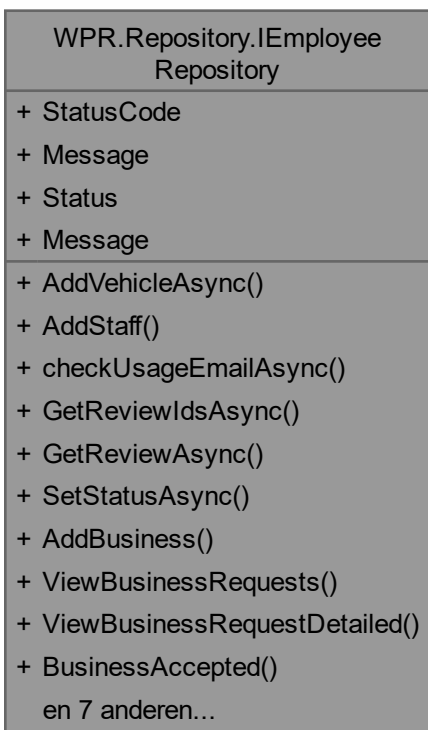 WPR.Repository.IEmployee
Repository
+ StatusCode
+ Message
+ Status
+ Message
+ AddVehicleAsync()
+ AddStaff()
+ checkUsageEmailAsync()
+ GetReviewIdsAsync()
+ GetReviewAsync()
+ SetStatusAsync()
+ AddBusiness()
+ ViewBusinessRequests()
+ ViewBusinessRequestDetailed()
+ BusinessAccepted()
en 7 anderen...